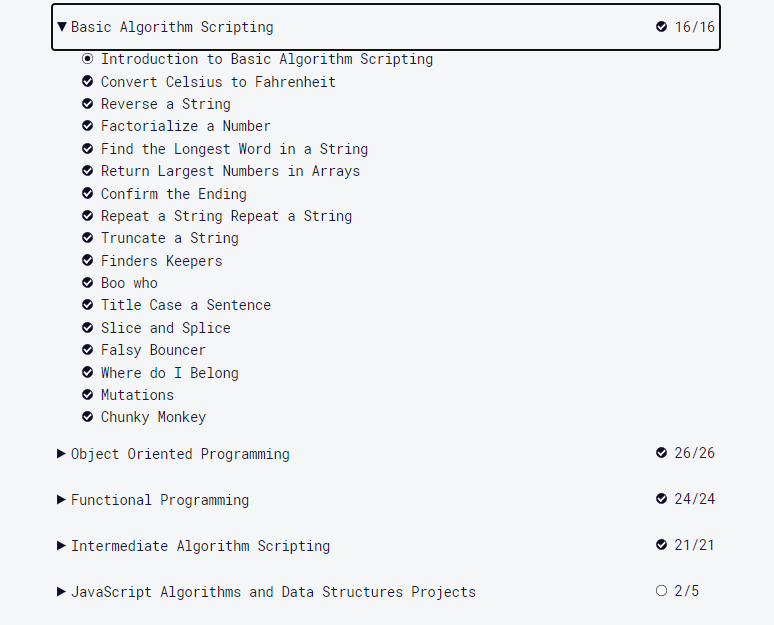 Basic Algorithm Scripting 16/16
Introduction to Basic Algorithm Scripting
Convert Celsius to Fahrenheit
Reverse a String
Factorialize a Number
Find the Longest Word in a String
Return Largest Numbers in Arrays
Confirm the Ending
Repeat a String Repeat a String
Truncate a String
Finders Keepers
Boo who
Title Case a Sentence
Slice and Splice
Falsy Bouncer
Where do I Belong
Mutations
Chunky Monkey
Object Oriented Programming 26/26
Functional Programming 24/24
Intermediate Algorithm Scripting 21/21
JavaScript Algorithms and Data Structures Projects 2/5